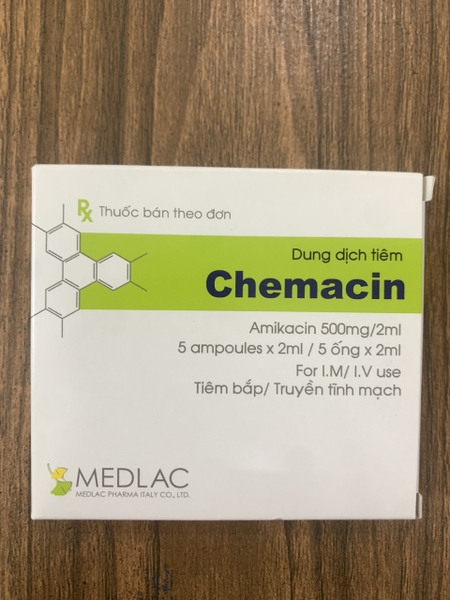 Rx Thuốc bán theo đơn
Dung dịch tiêm
Chemacin
Amikacin 500mg/2ml
5 ampoules x 2ml / 5 ống x 2ml
For I.M/ I.V use
Tiêm bắp/ Truyền tĩnh mạch
MEDLAC
MEDLAC PHARMA ITALY CO., LTD.